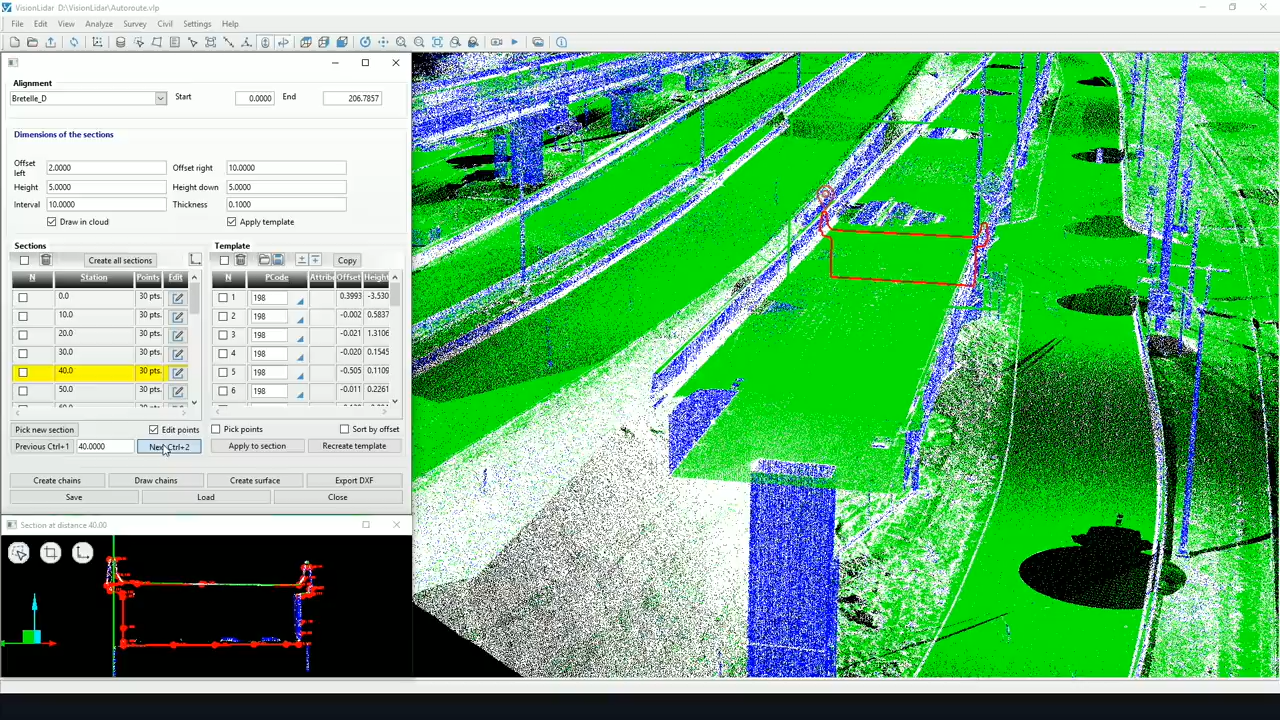 VisionLidar D:\VisionLidar\Autoroute.vlp
File Edit View Analyze Survey Civil Settings Help
Alignment
Bretelle_D Start 0.0000 End 206.7857
Dimensions of the sections
Offset left 2.0000 Offset right 10.0000
Height 5.0000 Height down 5.0000
Interval 10.0000 Thickness 0.1000
Draw in cloud Apply template
Sections Template
Create all sections Copy
N Station Points Edit N PCode Attribu Offset Height
0.0 30 pts. 1 198 0.3993 -3.530
10.0 30 pts. 2 198 -0.002 0.5837
20.0 30 pts. 3 198 -0.021 1.3106
30.0 30 pts. 4 198 -0.020 0.1545
40.0 30 pts. 5 198 -0.505 0.1109
50.0 30 pts. 6 198 -0.011 0.2261
Pick new section Edit points Pick points Sort by offset
Previous Ctrl+1 40.0000 Next Ctrl+2 Apply to section Recreate template
Create chains Draw chains Create surface Export DXF
Save Load Close
Section at distance 40.00